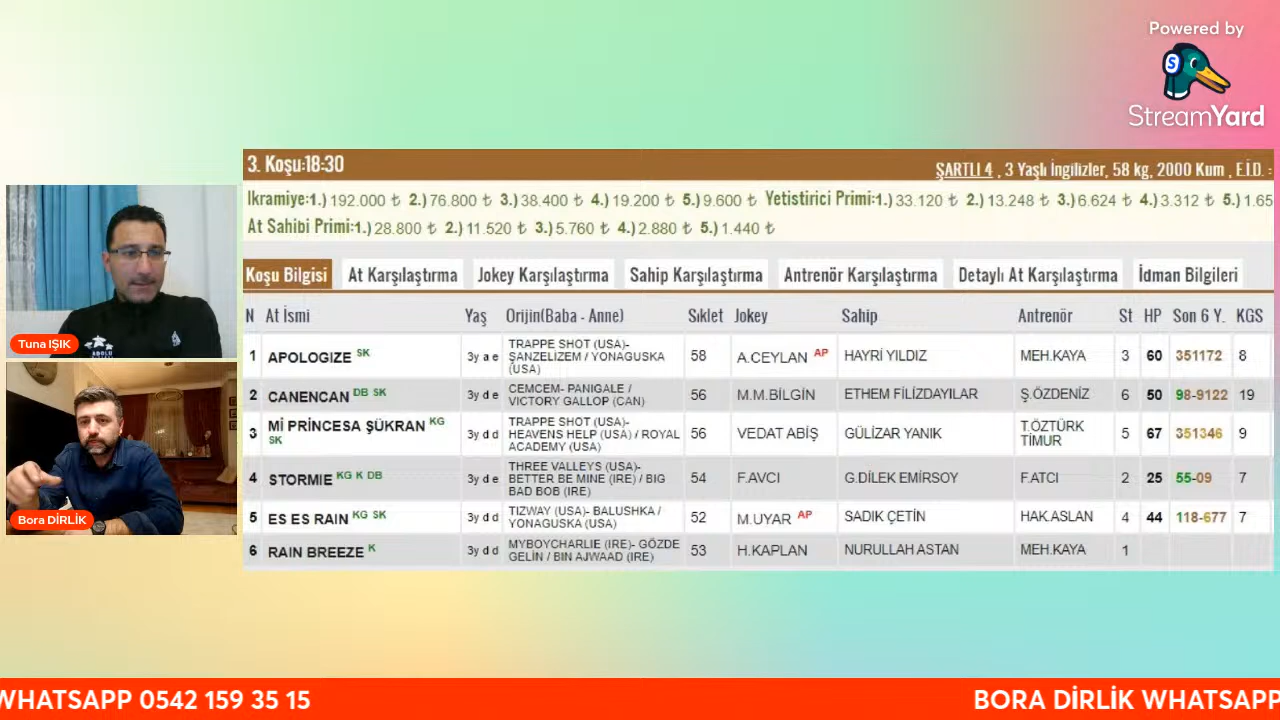 Powered by
StreamYard
3. Koşu:18:30
ŞARTLI 4 , 3 Yaşlı İngilizler, 58 kg, 2000 Kum , E.İ.D. :
Ikramiye:1.) 192.000 ₺ 2.) 76.800 ₺ 3.) 38.400 ₺ 4.) 19.200 ₺ 5.) 9.600 ₺ Yetistirici Primi:1.) 33.120 ₺ 2.) 13.248 ₺ 3.) 6.624 ₺ 4.) 3.312 ₺ 5.) 1.65
At Sahibi Primi:1.) 28.800 ₺ 2.) 11.520 ₺ 3.) 5.760 ₺ 4.) 2.880 ₺ 5.) 1.440 ₺
Koşu Bilgisi At Karşılaştırma Jokey Karşılaştırma Sahip Karşılaştırma Antrenör Karşılaştırma Detaylı At Karşılaştırma İdman Bilgileri
N At İsmi Yaş Orijin(Baba - Anne) Sıklet Jokey Sahip Antrenör St HP Son 6 Y. KGS
1 APOLOGIZE SK 3y a e TRAPPE SHOT (USA)- ŞANZELİZEM / YONAGUSKA (USA) 58 A.CEYLAN AP HAYRİ YILDIZ MEH.KAYA 3 60 351172 8
2 CANENCAN DB SK 3y d e CEMCEM- PANIGALE / VICTORY GALLOP (CAN) 56 M.M.BİLGİN ETHEM FİLİZDAYILAR Ş.ÖZDENİZ 6 50 98-9122 19
3 Mİ PRİNCESA ŞÜKRAN KG SK 3y d d TRAPPE SHOT (USA)- HEAVENS HELP (USA) / ROYAL ACADEMY (USA) 56 VEDAT ABİŞ GÜLİZAR YANIK T.ÖZTÜRK TİMUR 5 67 351346 9
4 STORMIE KG K DB 3y d e THREE VALLEYS (USA)- BETTER BE MINE (IRE) / BIG BAD BOB (IRE) 54 F.AVCI G.DİLEK EMİRSOY F.ATCI 2 25 55-09 7
5 ES ES RAIN KG SK 3y d d TIZWAY (USA)- BALUSHKA / YONAGUSKA (USA) 52 M.UYAR AP SADIK ÇETİN HAK.ASLAN 4 44 118-677 7
6 RAIN BREEZE K 3y d d MYBOYCHARLIE (IRE)- GÖZDE GELİN / BIN AJWAAD (IRE) 53 H.KAPLAN NURULLAH ASTAN MEH.KAYA 1
Tuna IŞIK
Bora DİRLİK
WHATSAPP 0542 159 35 15
BORA DİRLİK WHATSAPP